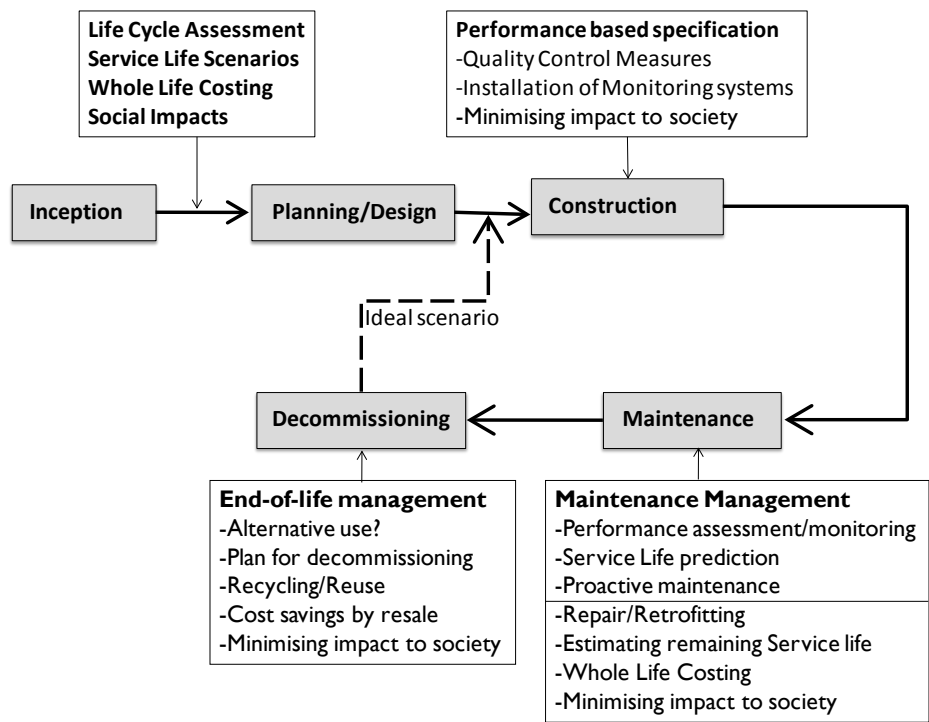 Life Cycle Assessment
Service Life Scenarios
Whole Life Costing
Social Impacts
Performance based specification
-Quality Control Measures
-Installation of Monitoring systems
-Minimising impact to society
Inception
Planning/Design
Construction
Ideal scenario
Decommissioning
Maintenance
End-of-life management
-Alternative use?
-Plan for decommissioning
-Recycling/Reuse
-Cost savings by resale
-Minimising impact to society
Maintenance Management
-Performance assessment/monitoring
-Service Life prediction
-Proactive maintenance
-Repair/Retrofitting
-Estimating remaining Service life
-Whole Life Costing
-Minimising impact to society